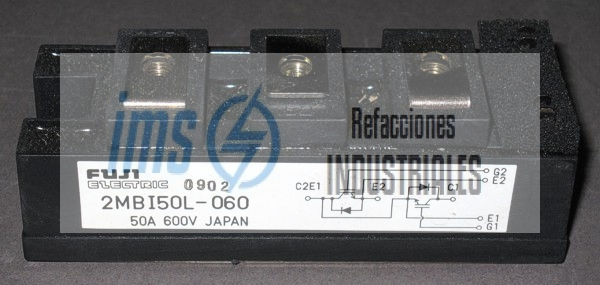 ims
Refacciones
INDUSTRIALES
FUJI
ELECTRIC 0902
2MBI50L-060
50A 600V JAPAN
C2E1 E2 C1
G2
E2
E1
G1